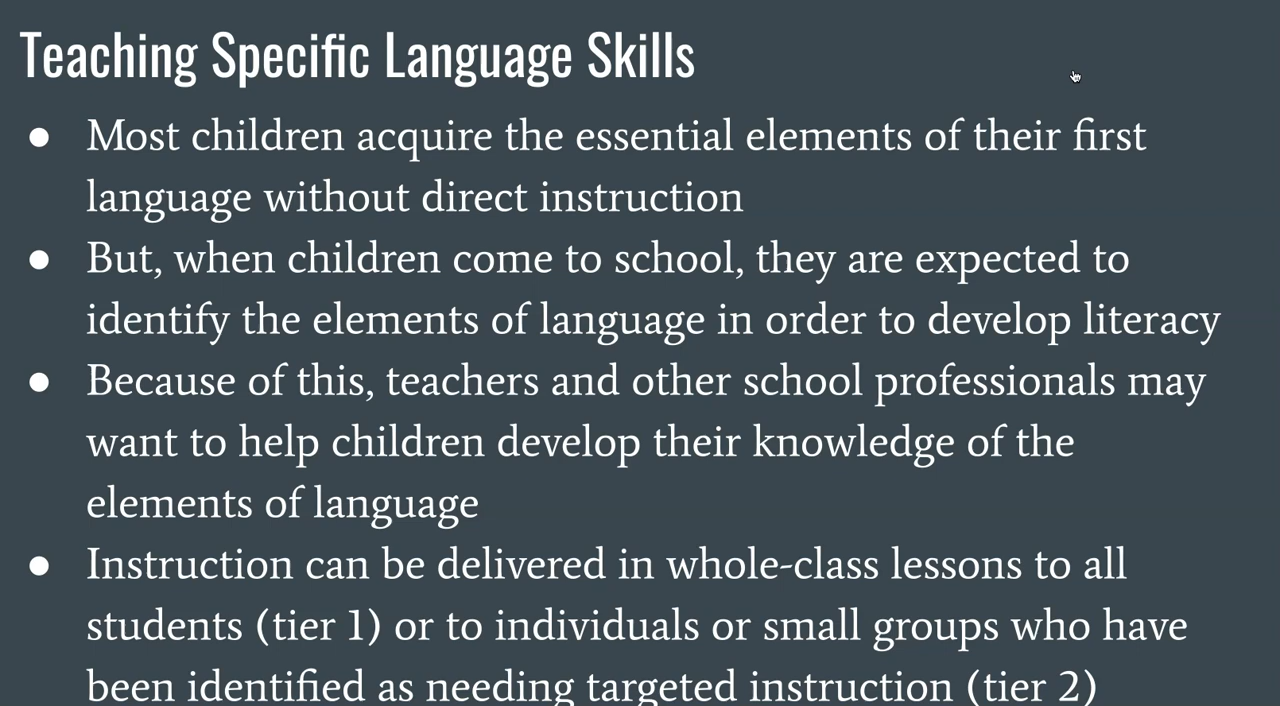 Teaching Specific Language Skills
● Most children acquire the essential elements of their first
language without direct instruction
● But, when children come to school, they are expected to
identify the elements of language in order to develop literacy
● Because of this, teachers and other school professionals may
want to help children develop their knowledge of the
elements of language
● Instruction can be delivered in whole-class lessons to all
students (tier 1) or to individuals or small groups who have
been identified as needing targeted instruction (tier 2)